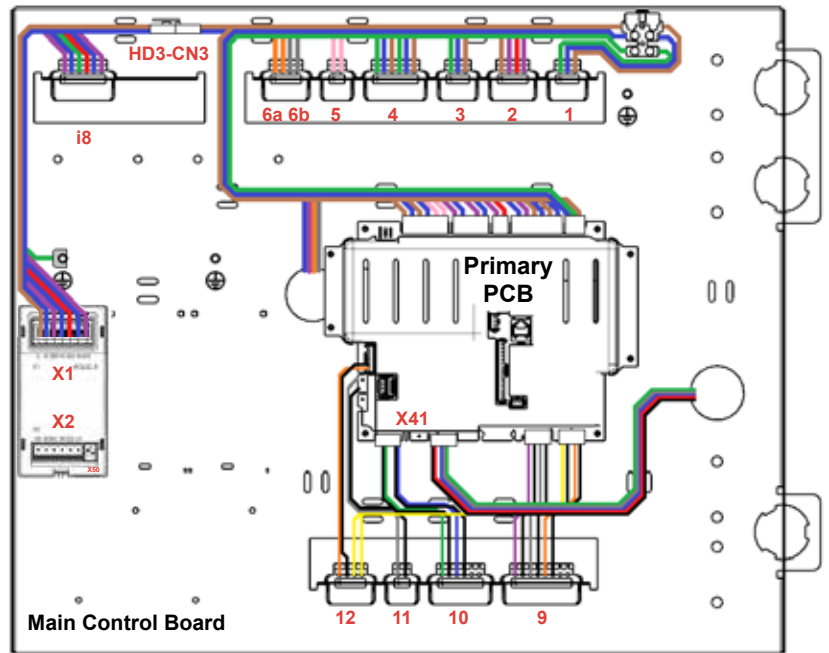 HD3-CN3
i8
6a 6b
5
4
3
2
1
Primary
PCB
X1
X2
X50
X41
12
11
10
9
Main Control Board